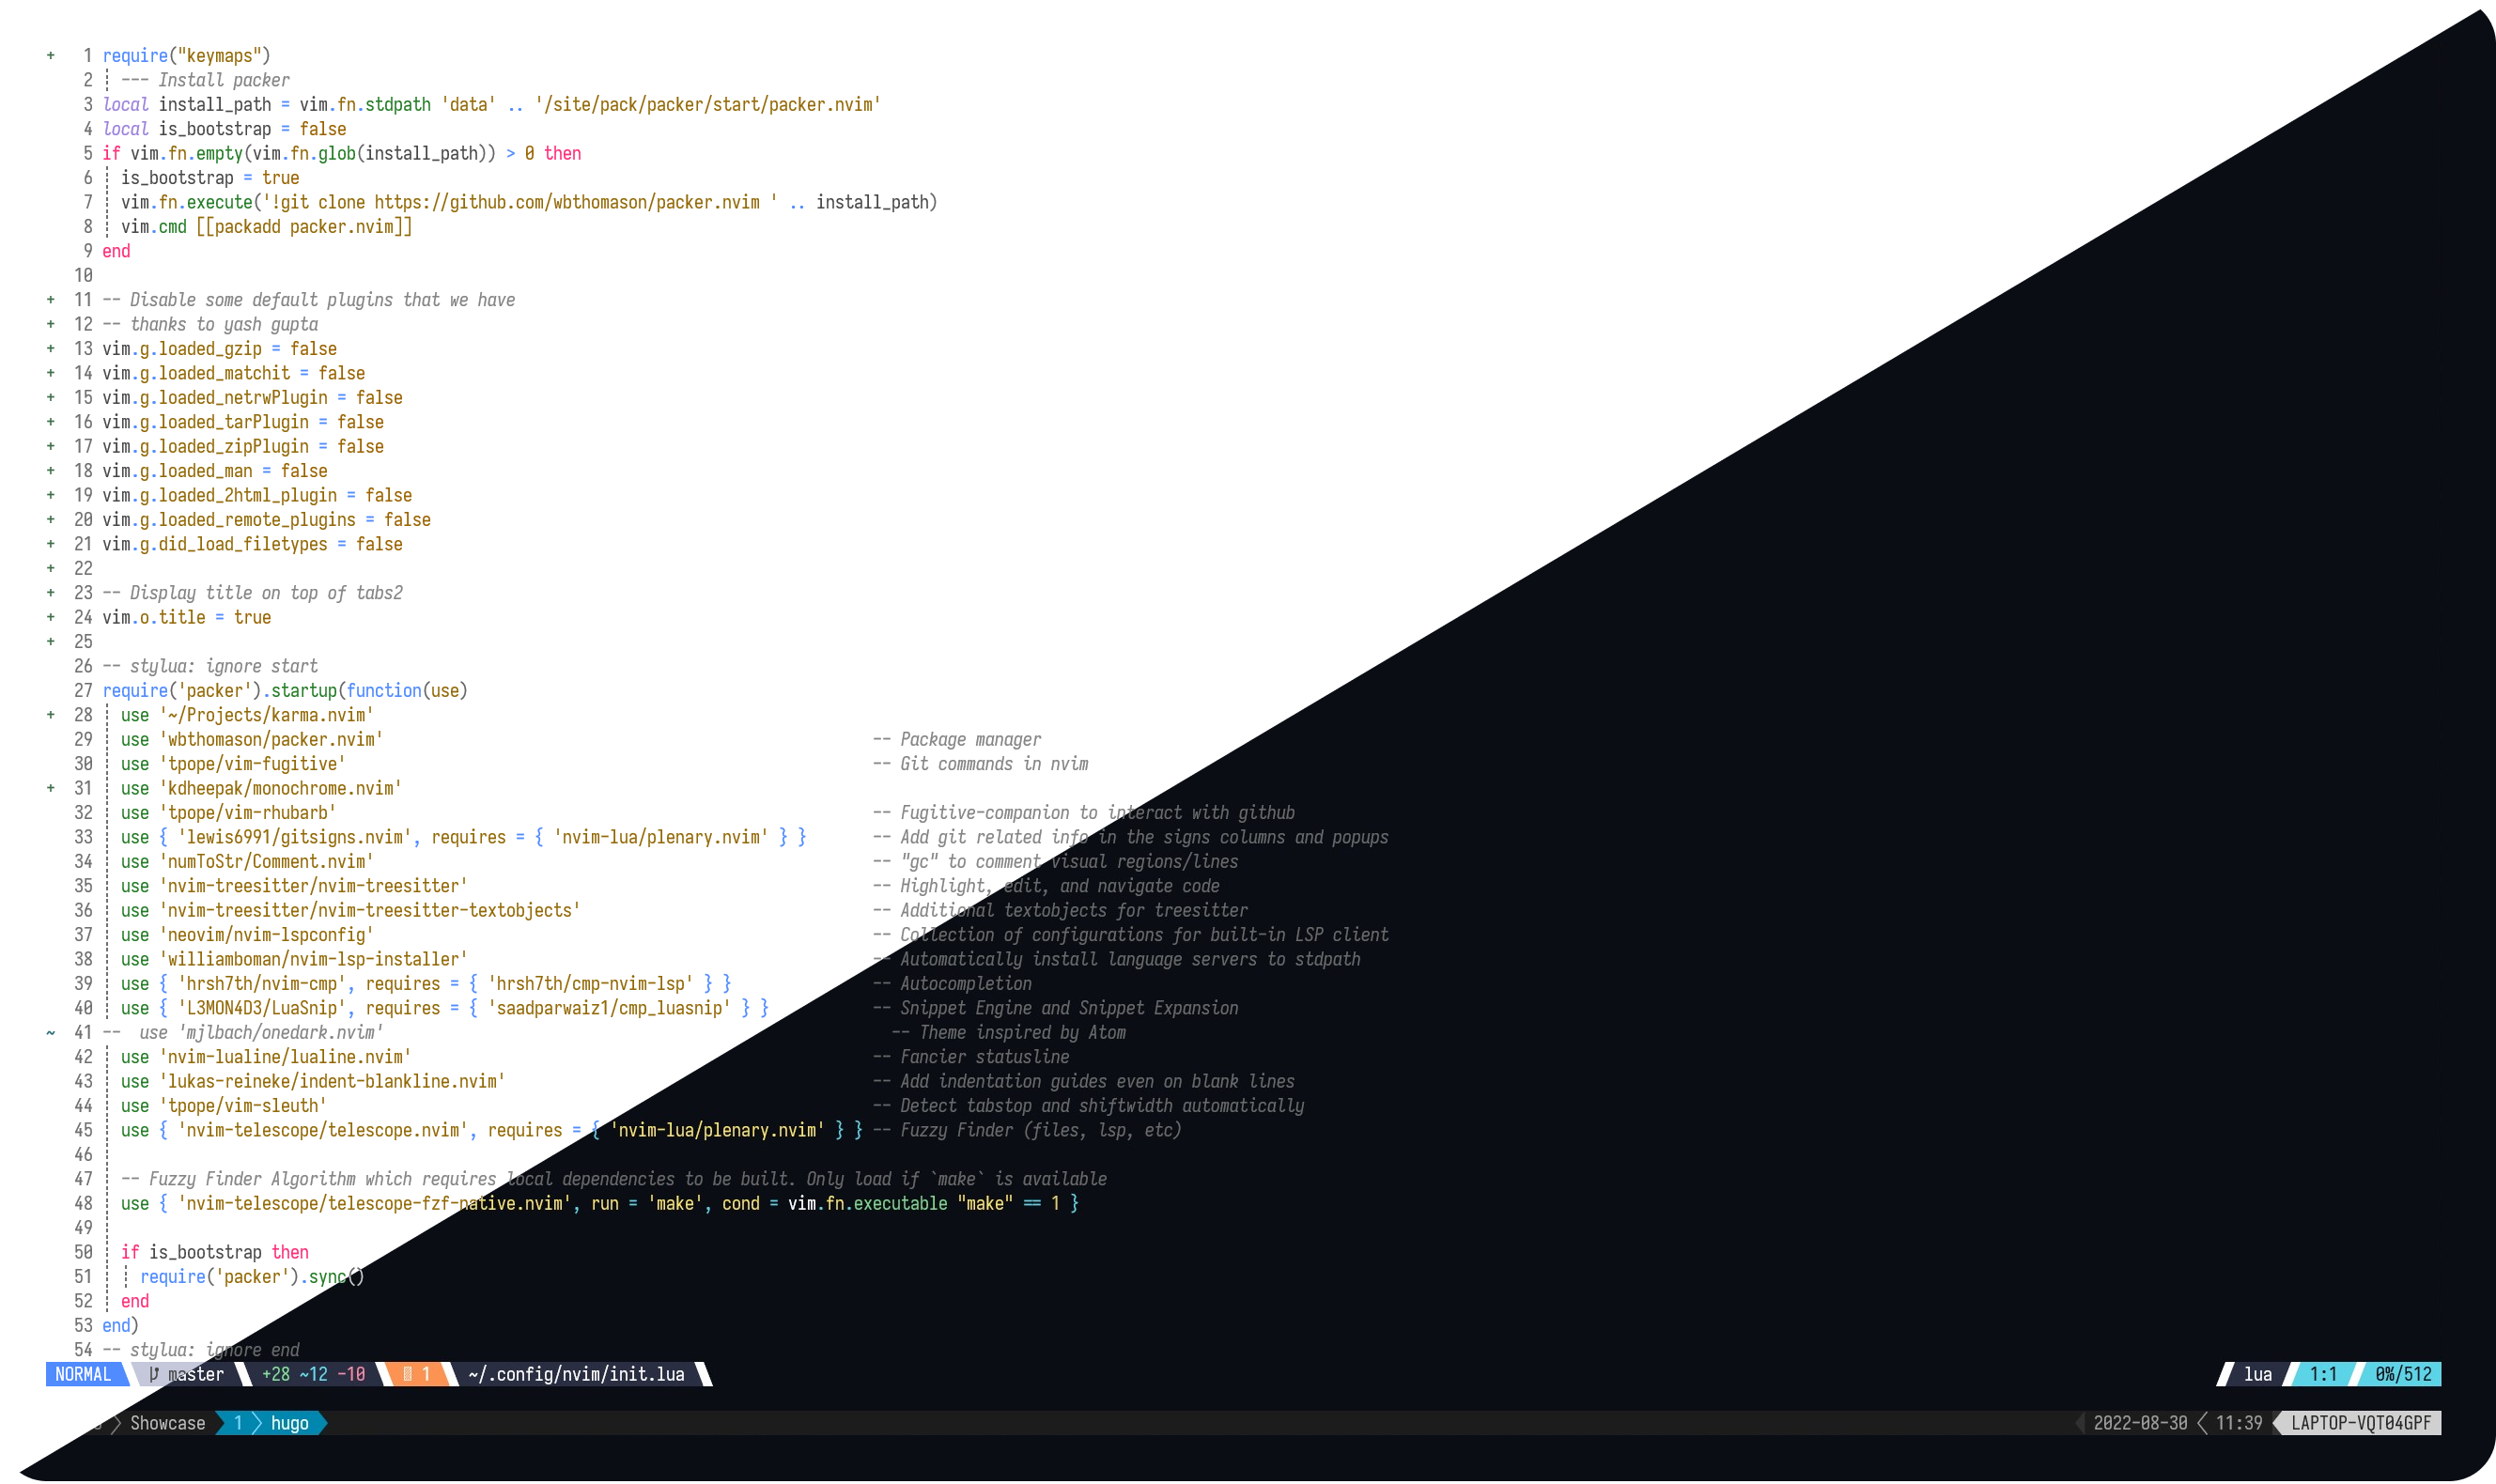 + 1 require("keymaps")
2 --- Install packer
3 local install_path = vim.fn.stdpath 'data' .. '/site/pack/packer/start/packer.nvim'
4 local is_bootstrap = false
5 if vim.fn.empty(vim.fn.glob(install_path)) > 0 then
6 is_bootstrap = true
7 vim.fn.execute('!git clone https://github.com/wbthomason/packer.nvim ' .. install_path)
8 vim.cmd [[packadd packer.nvim]]
9 end
10
+ 11 -- Disable some default plugins that we have
+ 12 -- thanks to yash gupta
+ 13 vim.g.loaded_gzip = false
+ 14 vim.g.loaded_matchit = false
+ 15 vim.g.loaded_netrwPlugin = false
+ 16 vim.g.loaded_tarPlugin = false
+ 17 vim.g.loaded_zipPlugin = false
+ 18 vim.g.loaded_man = false
+ 19 vim.g.loaded_2html_plugin = false
+ 20 vim.g.loaded_remote_plugins = false
+ 21 vim.g.did_load_filetypes = false
+ 22
+ 23 -- Display title on top of tabs2
+ 24 vim.o.title = true
+ 25
26 -- stylua: ignore start
27 require('packer').startup(function(use)
+ 28 use '~/Projects/karma.nvim'
29 use 'wbthomason/packer.nvim' -- Package manager
30 use 'tpope/vim-fugitive' -- Git commands in nvim
+ 31 use 'kdheepak/monochrome.nvim'
32 use 'tpope/vim-rhubarb' -- Fugitive-companion to interact with github
33 use { 'lewis6991/gitsigns.nvim', requires = { 'nvim-lua/plenary.nvim' } } -- Add git related info in the signs columns and popups
34 use 'numToStr/Comment.nvim' -- "gc" to comment visual regions/lines
35 use 'nvim-treesitter/nvim-treesitter' -- Highlight, edit, and navigate code
36 use 'nvim-treesitter/nvim-treesitter-textobjects' -- Additional textobjects for treesitter
37 use 'neovim/nvim-lspconfig' -- Collection of configurations for built-in LSP client
38 use 'williamboman/nvim-lsp-installer' -- Automatically install language servers to stdpath
39 use { 'hrsh7th/nvim-cmp', requires = { 'hrsh7th/cmp-nvim-lsp' } } -- Autocompletion
40 use { 'L3MON4D3/LuaSnip', requires = { 'saadparwaiz1/cmp_luasnip' } } -- Snippet Engine and Snippet Expansion
~ 41 -- use 'mjlbach/onedark.nvim' -- Theme inspired by Atom
42 use 'nvim-lualine/lualine.nvim' -- Fancier statusline
43 use 'lukas-reineke/indent-blankline.nvim' -- Add indentation guides even on blank lines
44 use 'tpope/vim-sleuth' -- Detect tabstop and shiftwidth automatically
45 use { 'nvim-telescope/telescope.nvim', requires = { 'nvim-lua/plenary.nvim' } } -- Fuzzy Finder (files, lsp, etc)
46
47 -- Fuzzy Finder Algorithm which requires local dependencies to be built. Only load if `make` is available
48 use { 'nvim-telescope/telescope-fzf-native.nvim', run = 'make', cond = vim.fn.executable "make" == 1 }
49
50 if is_bootstrap then
51 require('packer').sync()
52 end
53 end)
54 -- stylua: ignore end
NORMAL master +28 ~12 -10 1 ~/.config/nvim/init.lua lua 1:1 0%/512
Showcase 1 hugo 2022-08-30 11:39 LAPTOP-VQT04GPF